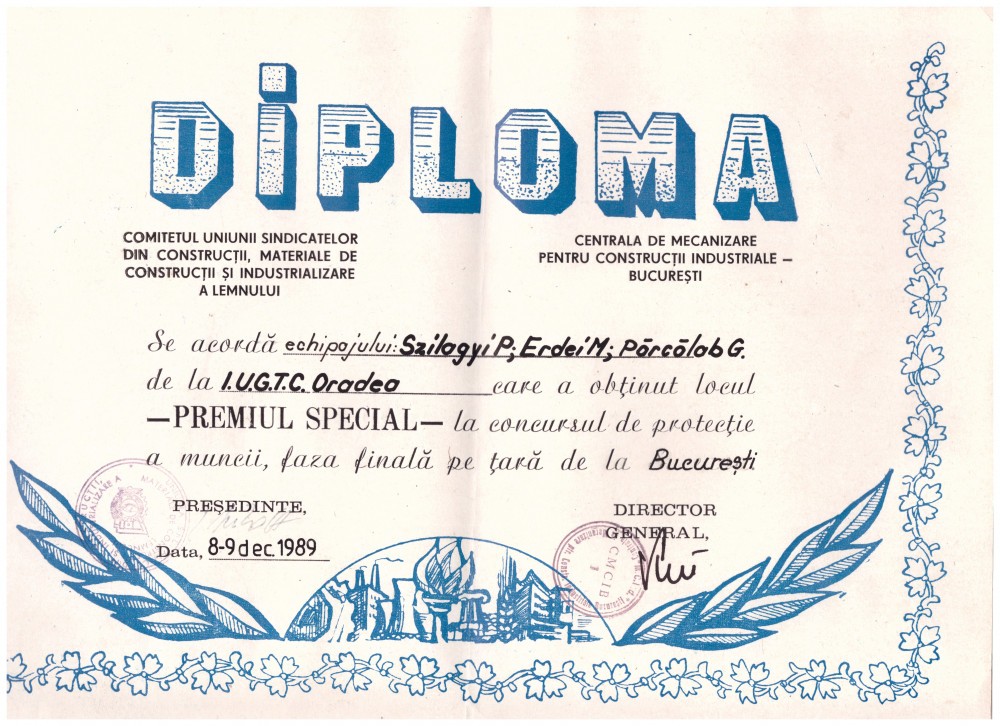 DiPLOMA
COMITETUL UNIUNII SINDICATELOR
DIN CONSTRUCȚII, MATERIALE DE
CONSTRUCȚII ȘI INDUSTRIALIZARE
A LEMNULUI
CENTRALA DE MECANIZARE
PENTRU CONSTRUCȚII INDUSTRIALE –
BUCUREȘTI
Se acordă echipajului: Szilagyi P; Erdei M; Părcălab G.
de la I.U.G.T.C. Oradea care a obținut locul
—PREMIUL SPECIAL— la concursul de protecție
a muncii, faza finală pe țară de la București
PREȘEDINTE,
Data, 8-9 dec. 1989
DIRECTOR
GENERAL,
CMCIB
1